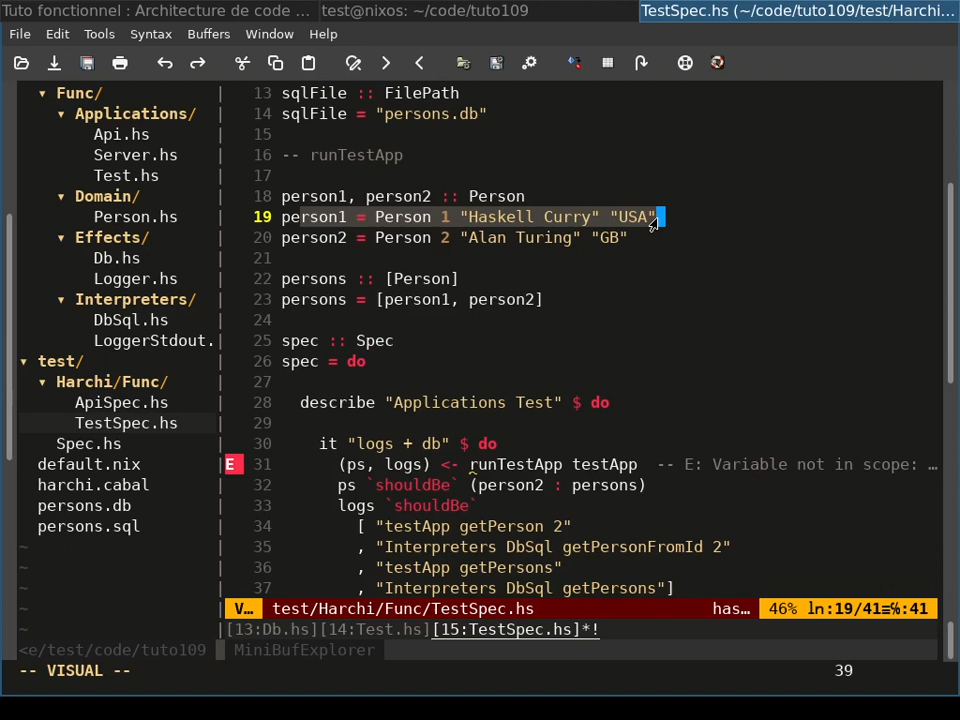 Tuto fonctionnel : Architecture de code ...
test@nixos: ~/code/tuto109
TestSpec.hs (~/code/tuto109/test/Harchi...
File Edit Tools Syntax Buffers Window Help
▾ Func/
▾ Applications/
Api.hs
Server.hs
Test.hs
▾ Domain/
Person.hs
▾ Effects/
Db.hs
Logger.hs
▾ Interpreters/
DbSql.hs
LoggerStdout.
▾ test/
▾ Harchi/Func/
ApiSpec.hs
TestSpec.hs
Spec.hs
default.nix
harchi.cabal
persons.db
persons.sql
~
~
~
~
~
13 sqlFile :: FilePath
14 sqlFile = "persons.db"
15
16 -- runTestApp
17
18 person1, person2 :: Person
19 person1 = Person 1 "Haskell Curry" "USA"
20 person2 = Person 2 "Alan Turing" "GB"
21
22 persons :: [Person]
23 persons = [person1, person2]
24
25 spec :: Spec
26 spec = do
27
28 describe "Applications Test" $ do
29
30 it "logs + db" $ do
E 31 (ps, logs) <- runTestApp testApp -- E: Variable not in scope: …
32 ps `shouldBe` (person2 : persons)
33 logs `shouldBe`
34 [ "testApp getPerson 2"
35 , "Interpreters DbSql getPersonFromId 2"
36 , "testApp getPersons"
37 , "Interpreters DbSql getPersons"]
V… test/Harchi/Func/TestSpec.hs has… 46% ln:19/41≡℅:41
[13:Db.hs][14:Test.hs][15:TestSpec.hs]*!
<e/test/code/tuto109 MiniBufExplorer
-- VISUAL -- 39